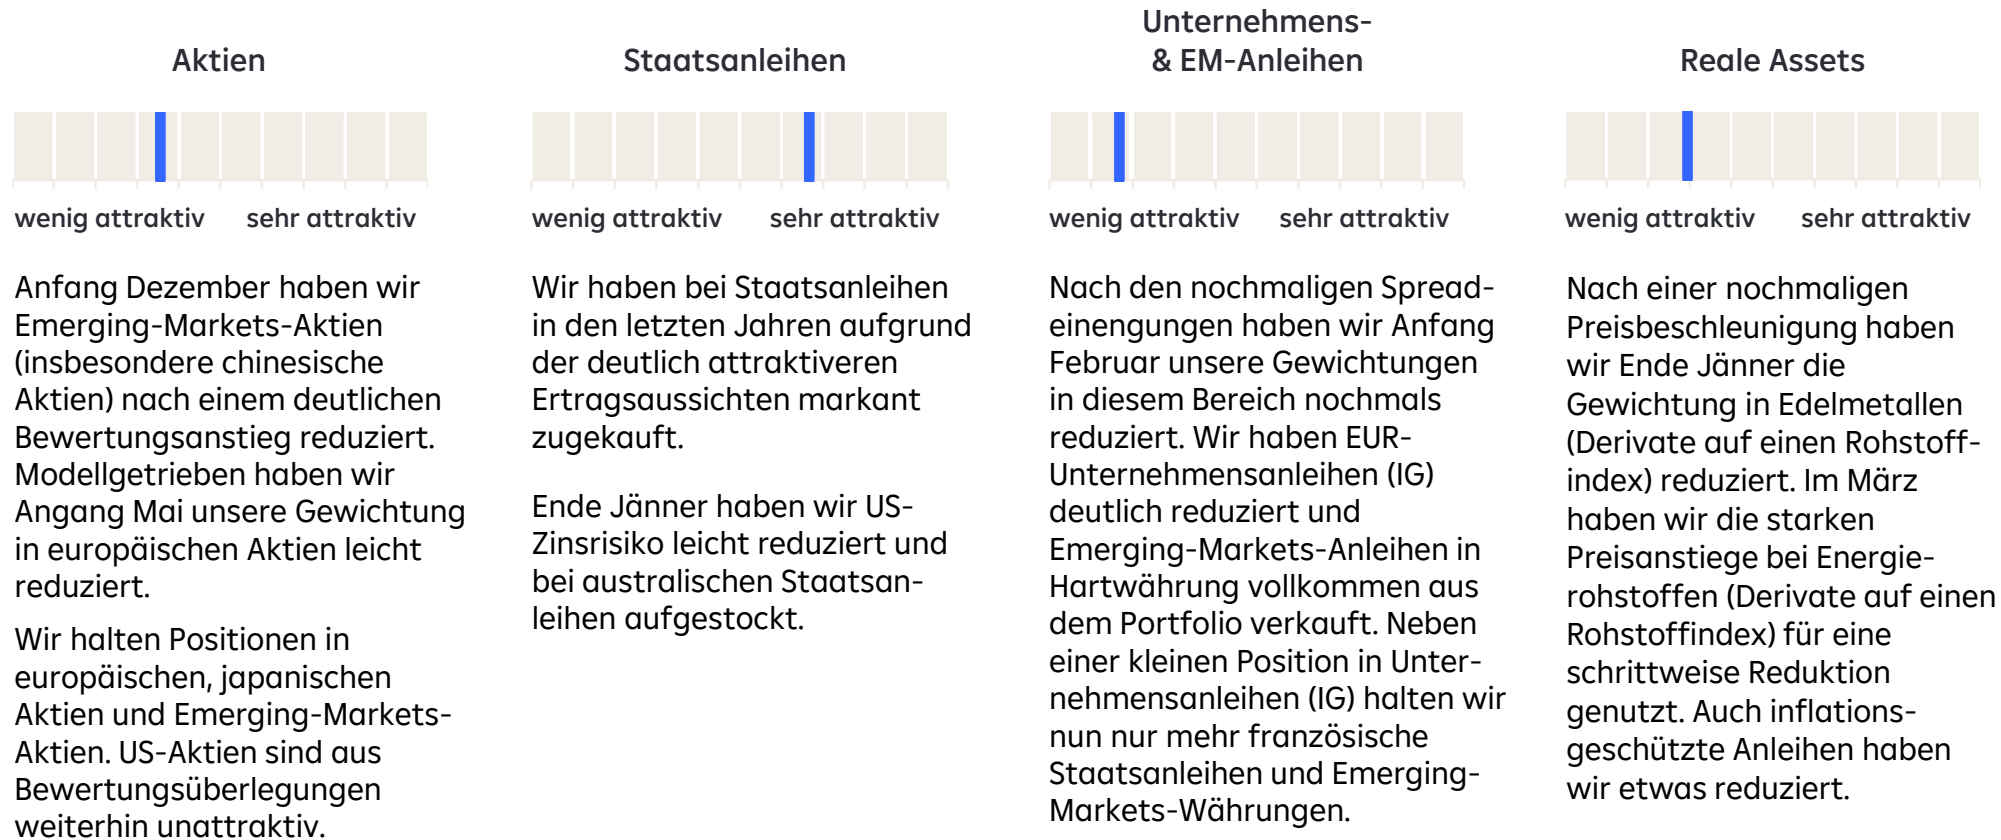 Aktien
wenig attraktiv sehr attraktiv
Anfang Dezember haben wir
Emerging-Markets-Aktien
(insbesondere chinesische
Aktien) nach einem deutlichen
Bewertungsanstieg reduziert.
Modellgetrieben haben wir
Angang Mai unsere Gewichtung
in europäischen Aktien leicht
reduziert.
Wir halten Positionen in
europäischen, japanischen
Aktien und Emerging-Markets-
Aktien. US-Aktien sind aus
Bewertungsüberlegungen
weiterhin unattraktiv.
Staatsanleihen
wenig attraktiv sehr attraktiv
Wir haben bei Staatsanleihen
in den letzten Jahren aufgrund
der deutlich attraktiveren
Ertragsaussichten markant
zugekauft.
Ende Jänner haben wir US-
Zinsrisiko leicht reduziert und
bei australischen Staatsan-
leihen aufgestockt.
Unternehmens-
& EM-Anleihen
wenig attraktiv sehr attraktiv
Nach den nochmaligen Spread-
einengungen haben wir Anfang
Februar unsere Gewichtungen
in diesem Bereich nochmals
reduziert. Wir haben EUR-
Unternehmensanleihen (IG)
deutlich reduziert und
Emerging-Markets-Anleihen in
Hartwährung vollkommen aus
dem Portfolio verkauft. Neben
einer kleinen Position in Unter-
nehmensanleihen (IG) halten wir
nun nur mehr französische
Staatsanleihen und Emerging-
Markets-Währungen.
Reale Assets
wenig attraktiv sehr attraktiv
Nach einer nochmaligen
Preisbeschleunigung haben
wir Ende Jänner die
Gewichtung in Edelmetallen
(Derivate auf einen Rohstoff-
index) reduziert. Im März
haben wir die starken
Preisanstiege bei Energie-
rohstoffen (Derivate auf einen
Rohstoffindex) für eine
schrittweise Reduktion
genutzt. Auch inflations-
geschützte Anleihen haben
wir etwas reduziert.